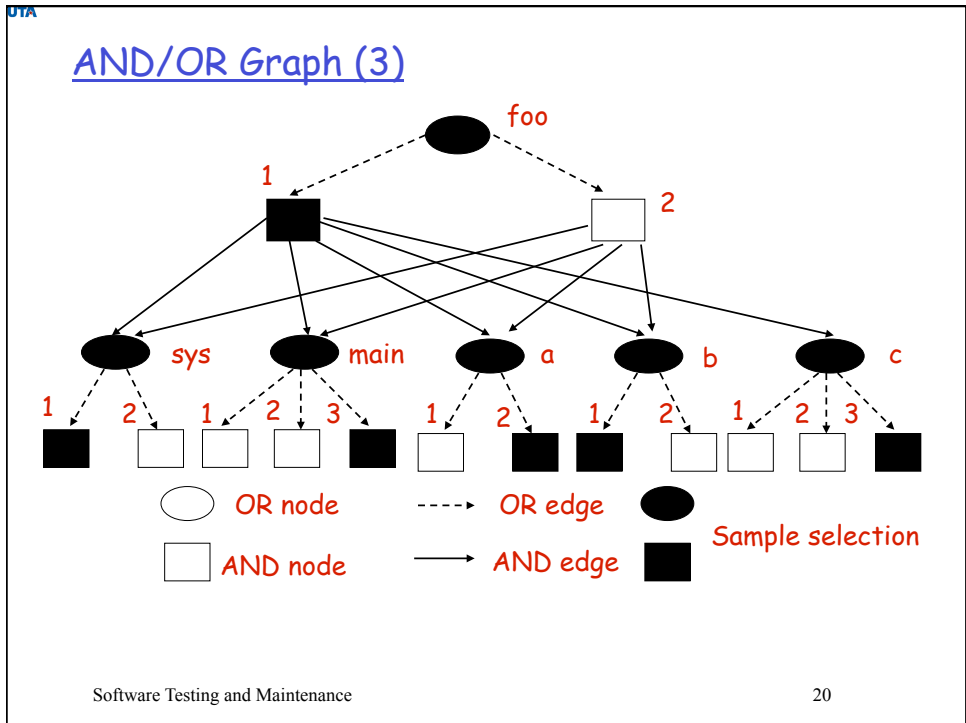 UTA
AND/OR Graph (3)
foo
1
2
sys
main
a
b
c
1
2
1
2
3
1
2
1
2
1
2
3
OR node
OR edge
Sample selection
AND node
AND edge
Software Testing and Maintenance
20